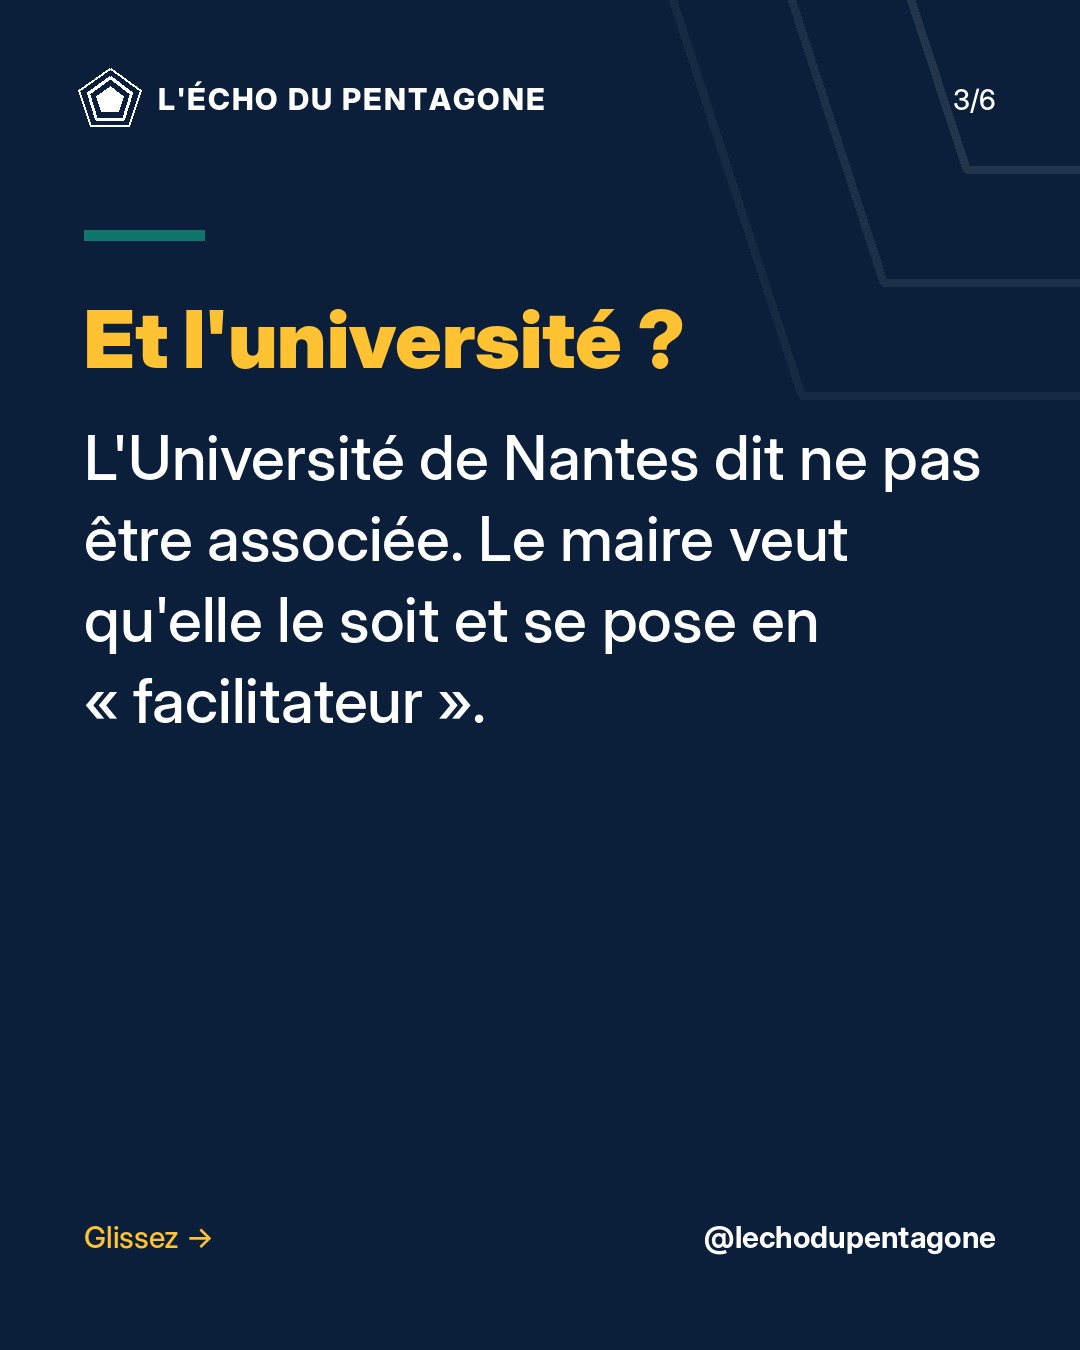 L'ÉCHO DU PENTAGONE
3/6
Et l'université ?
L'Université de Nantes dit ne pas
être associée. Le maire veut
qu'elle le soit et se pose en
« facilitateur ».
Glissez →
@lechodupentagone